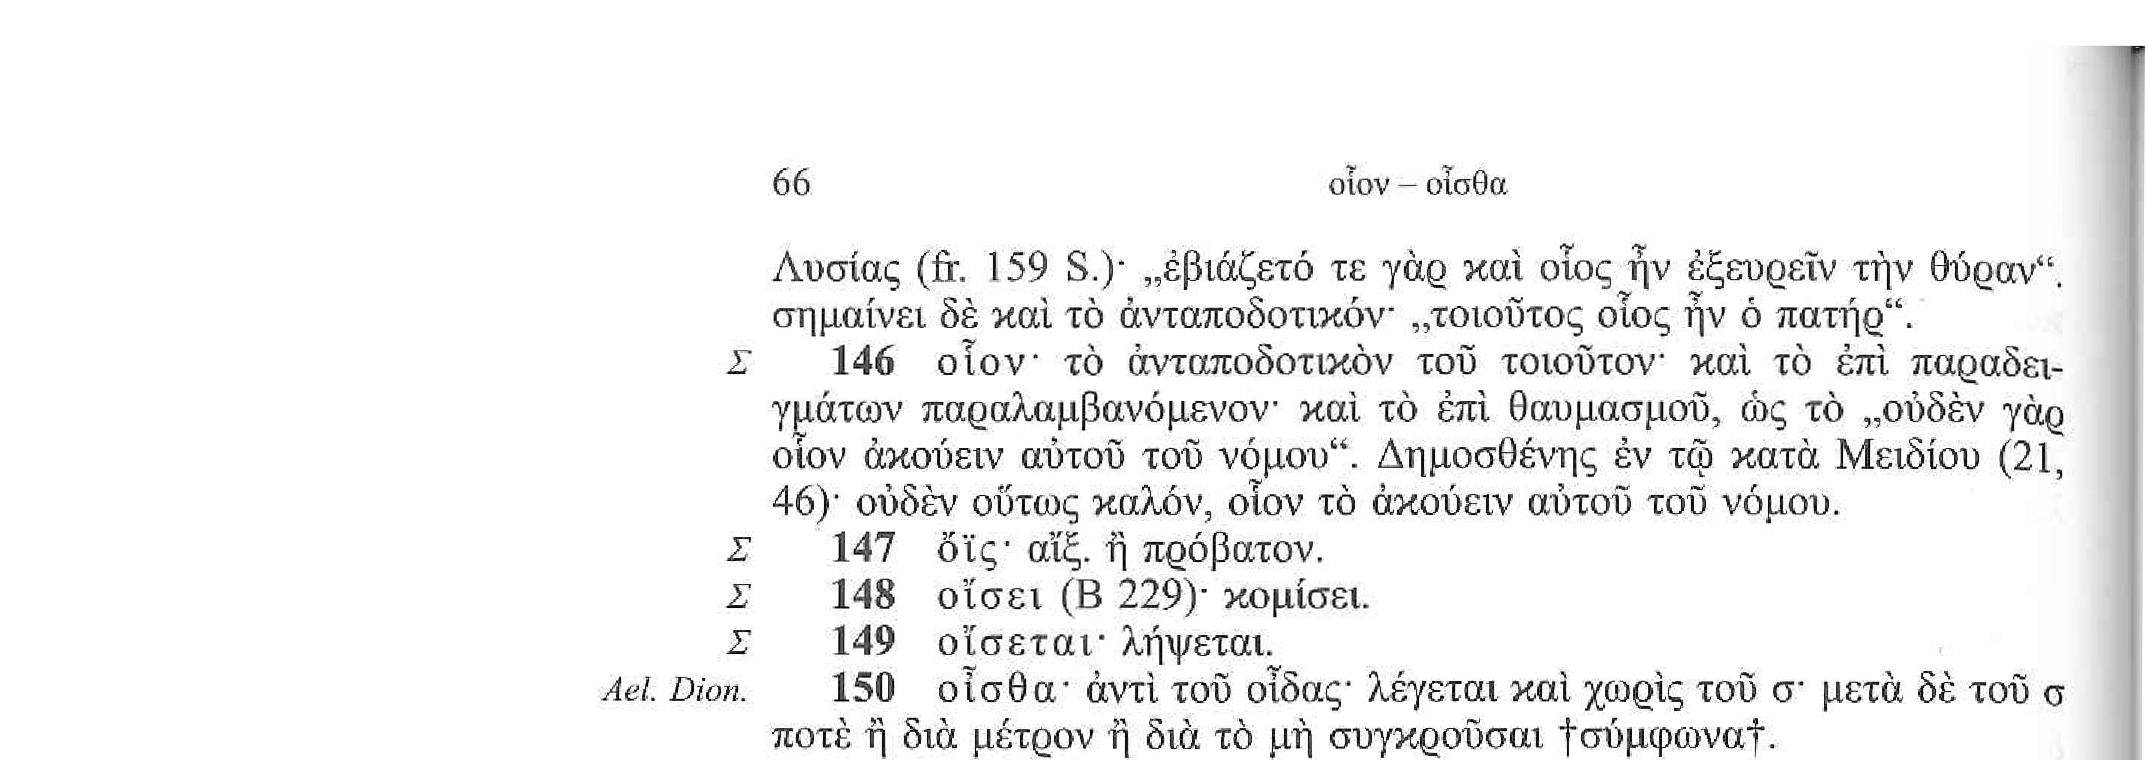 66 οἷον – οἶσθα
Λυσίας (fr. 159 S.)· „ἐβιάζετό τε γὰρ καὶ οἷος ἦν ἐξευρεῖν τὴν θύραν“.
σημαίνει δὲ καὶ τὸ ἀνταποδοτικόν· „τοιοῦτος οἷος ἦν ὁ πατήρ“.
Σ 146 οἷον· τὸ ἀνταποδοτικὸν τοῦ τοιοῦτον· καὶ τὸ ἐπὶ παραδει-
γμάτων παραλαμβανόμενον· καὶ τὸ ἐπὶ θαυμασμοῦ, ὡς τὸ „οὐδὲν γὰρ
οἷον ἀκούειν αὐτοῦ τοῦ νόμου“. Δημοσθένης ἐν τῷ κατὰ Μειδίου (21,
46)· οὐδὲν οὕτως καλόν, οἷον τὸ ἀκούειν αὐτοῦ τοῦ νόμου.
Σ 147 ὄϊς· αἴξ. ἢ πρόβατον.
Σ 148 οἴσει (Β 229)· κομίσει.
Σ 149 οἴσεται· λήψεται.
Ael. Dion. 150 οἶσθα· ἀντὶ τοῦ οἶδας· λέγεται καὶ χωρὶς τοῦ σ· μετὰ δὲ τοῦ σ
ποτὲ ἢ διὰ μέτρον ἢ διὰ τὸ μὴ συγκροῦσαι †σύμφωνα†.